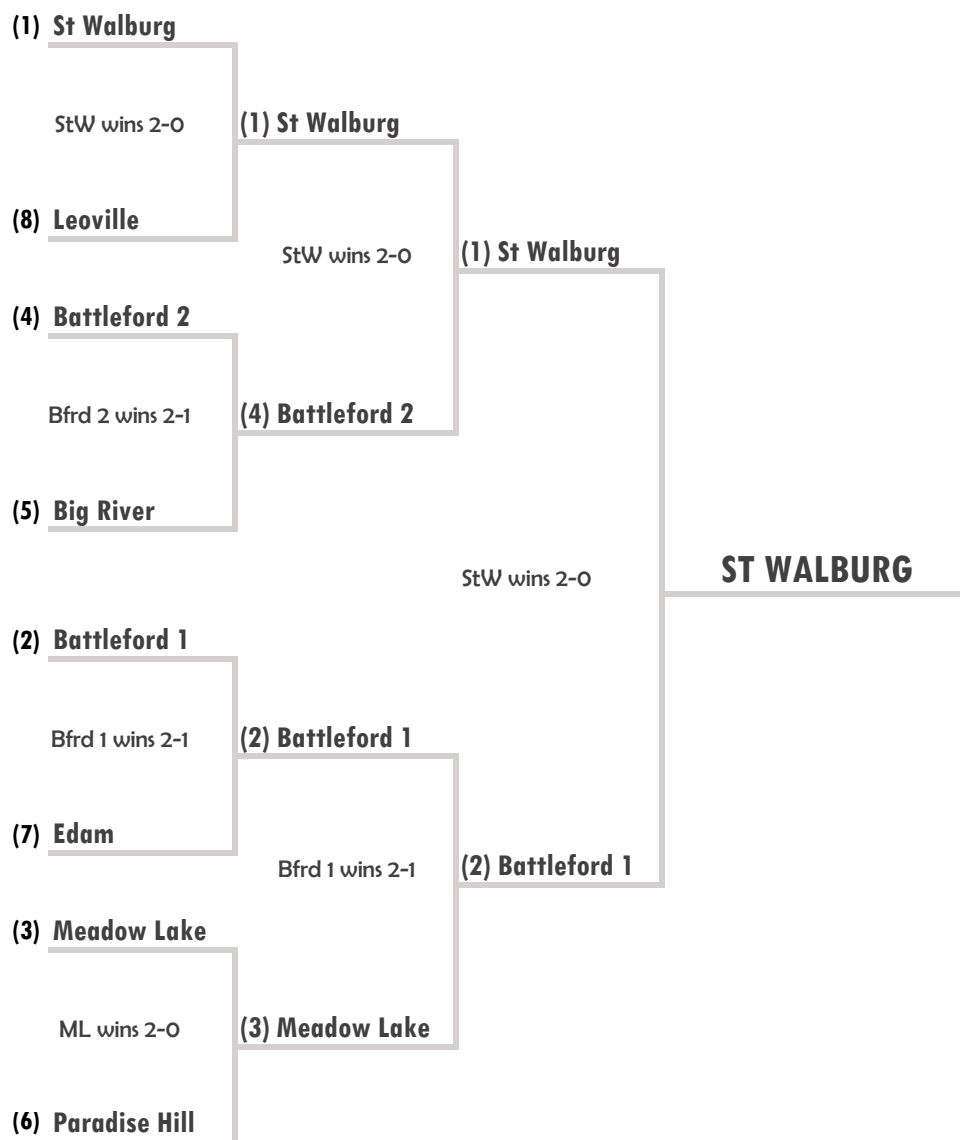 (1) St Walburg
StW wins 2-0
(1) St Walburg
(8) Leoville
StW wins 2-0
(1) St Walburg
(4) Battleford 2
Bfrd 2 wins 2-1
(4) Battleford 2
(5) Big River
StW wins 2-0
ST WALBURG
(2) Battleford 1
Bfrd 1 wins 2-1
(2) Battleford 1
(7) Edam
Bfrd 1 wins 2-1
(2) Battleford 1
(3) Meadow Lake
ML wins 2-0
(3) Meadow Lake
(6) Paradise Hill